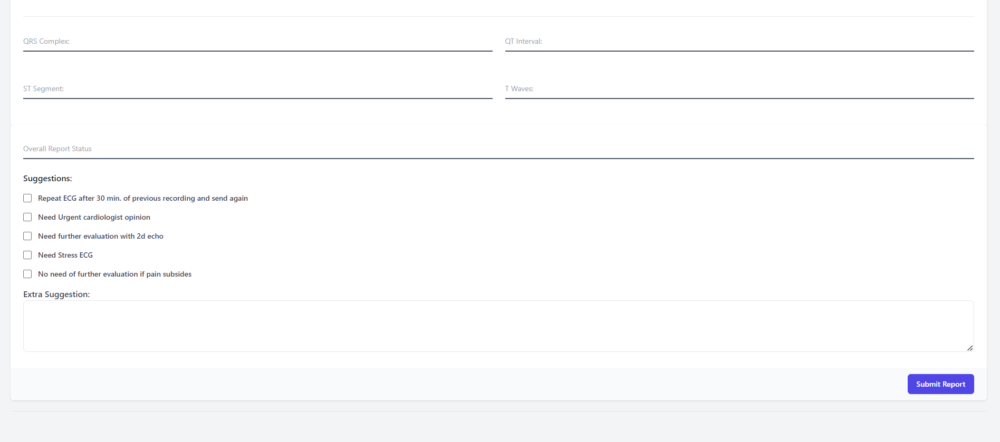 QRS Complex:
QT Interval:
ST Segment:
T Waves:
Overall Report Status
Suggestions:
Repeat ECG after 30 min. of previous recording and send again
Need Urgent cardiologist opinion
Need further evaluation with 2d echo
Need Stress ECG
No need of further evaluation if pain subsides
Extra Suggestion:
Submit Report